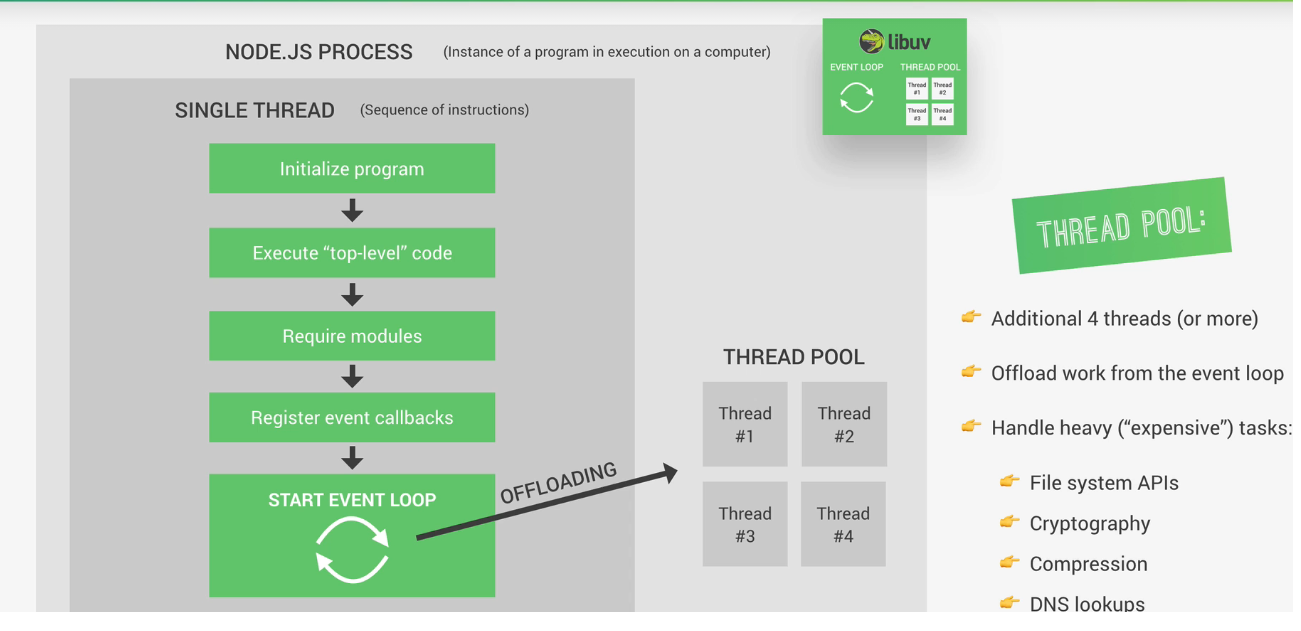 NODE.JS PROCESS (Instance of a program in execution on a computer)
SINGLE THREAD (Sequence of instructions)
Initialize program
Execute “top-level” code
Require modules
Register event callbacks
START EVENT LOOP
OFFLOADING
THREAD POOL
Thread #1
Thread #2
Thread #3
Thread #4
libuv
EVENT LOOP THREAD POOL
Thread #1
Thread #2
Thread #3
Thread #4
THREAD POOL:
Additional 4 threads (or more)
Offload work from the event loop
Handle heavy (“expensive”) tasks:
File system APIs
Cryptography
Compression
DNS lookups